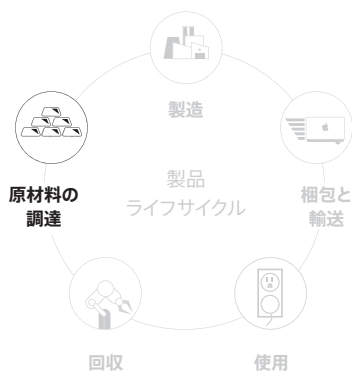 製造
原材料の
調達
製品
ライフサイクル
梱包と
輸送
回収
使用